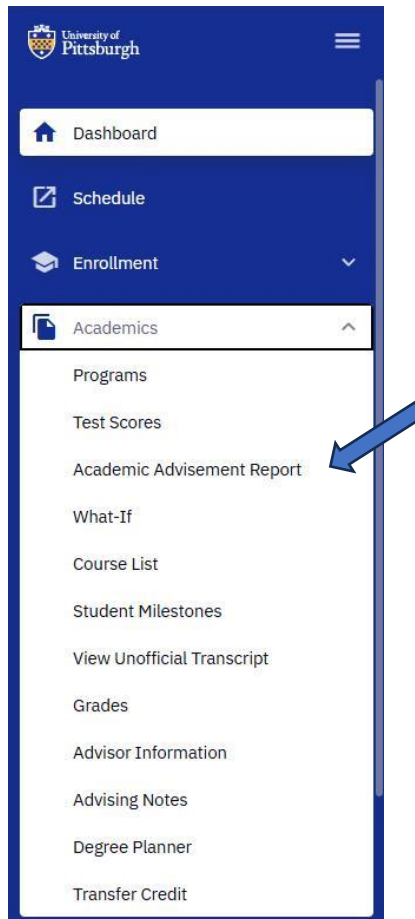 University of
Pittsburgh
Dashboard
Schedule
Enrollment
Academics
Programs
Test Scores
Academic Advisement Report
What-If
Course List
Student Milestones
View Unofficial Transcript
Grades
Advisor Information
Advising Notes
Degree Planner
Transfer Credit